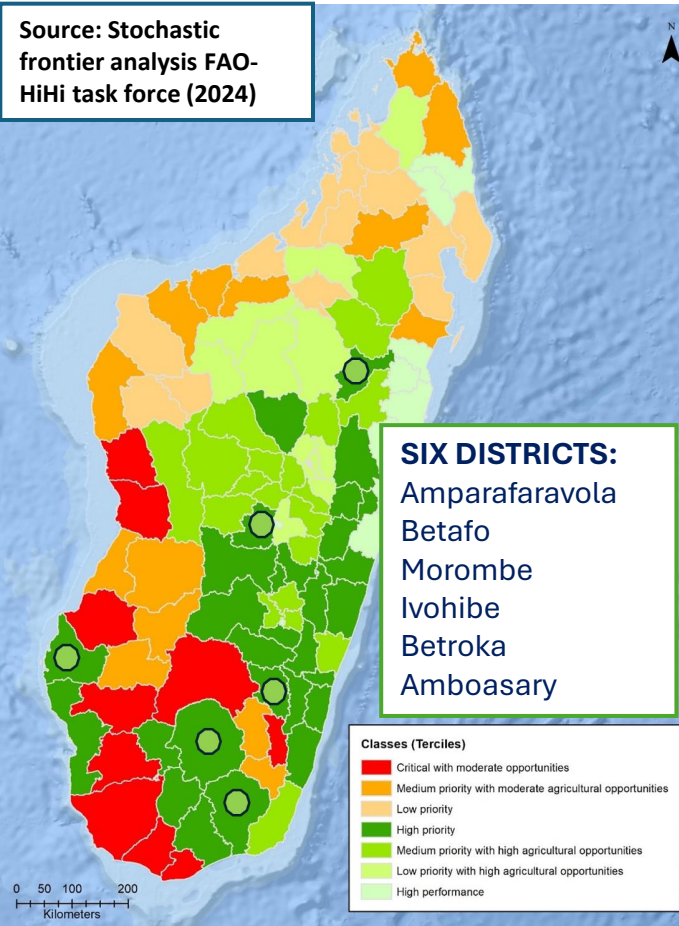 Source: Stochastic
frontier analysis FAO-
HiHi task force (2024)
N
SIX DISTRICTS:
Amparafaravola
Betafo
Morombe
Ivohibe
Betroka
Amboasary
Classes (Terciles)
Critical with moderate opportunities
Medium priority with moderate agricultural opportunities
Low priority
High priority
Medium priority with high agricultural opportunities
Low priority with high agricultural opportunities
High performance
0 50 100 200
Kilometers